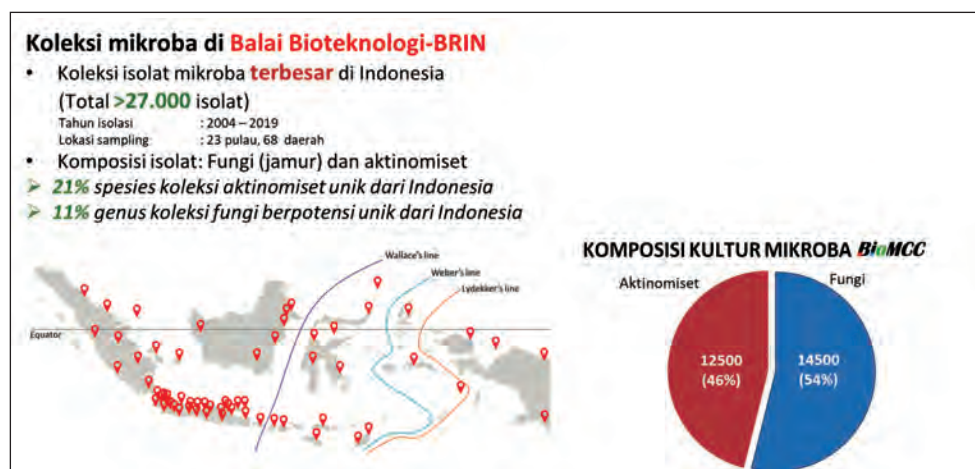 Koleksi mikroba di Balai Bioteknologi-BRIN
• Koleksi isolat mikroba terbesar di Indonesia
(Total >27.000 isolat)
Tahun isolasi : 2004 – 2019
Lokasi sampling : 23 pulau, 68 daerah
• Komposisi isolat: Fungi (jamur) dan aktinomiset
➢ 21% spesies koleksi aktinomiset unik dari Indonesia
➢ 11% genus koleksi fungi berpotensi unik dari Indonesia
Wallace's line
Weber's line
Lydekker's line
Equator
KOMPOSISI KULTUR MIKROBA BioMCC
Aktinomiset
Fungi
12500
(46%)
14500
(54%)